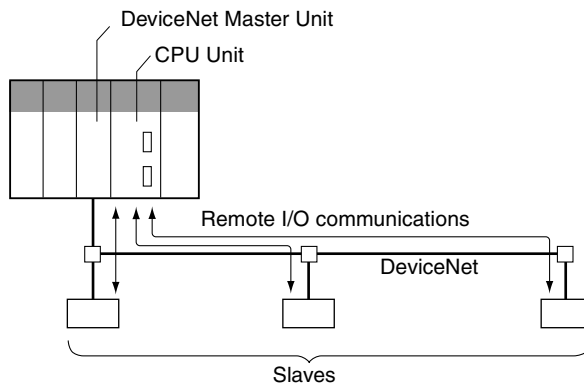 DeviceNet Master Unit
CPU Unit
Remote I/O communications
DeviceNet
Slaves